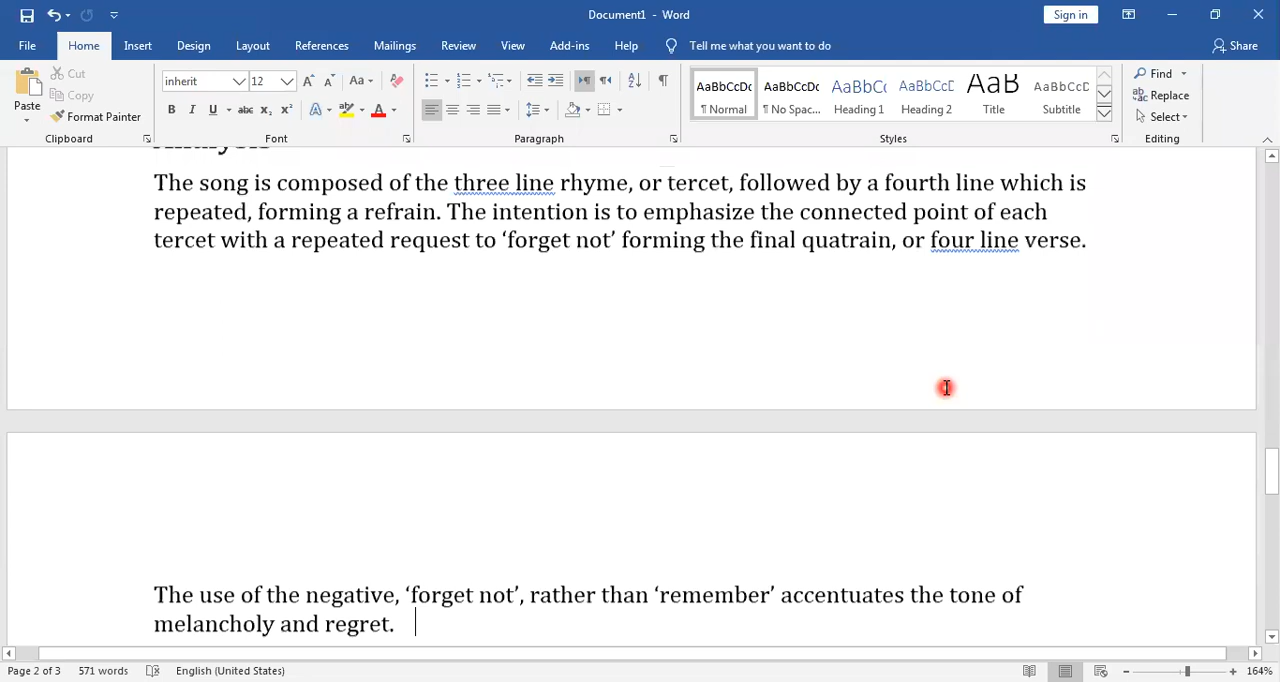 Document1 - Word
Sign in
File Home Insert Design Layout References Mailings Review View Add-ins Help Tell me what you want to do Share
Paste Cut Copy Format Painter
inherit 12 Aa
B I U abc x₂ x² A A
AaBbCcDc AaBbCcDc AaBbCc AaBbCcD AaB AaBbCcD
¶ Normal ¶ No Spac... Heading 1 Heading 2 Title Subtitle
Find Replace Select
Clipboard Font Paragraph Styles Editing
Analysis
The song is composed of the three line rhyme, or tercet, followed by a fourth line which is
repeated, forming a refrain. The intention is to emphasize the connected point of each
tercet with a repeated request to ‘forget not’ forming the final quatrain, or four line verse.
The use of the negative, ‘forget not’, rather than ‘remember’ accentuates the tone of
melancholy and regret.
Page 2 of 3 571 words English (United States) 164%